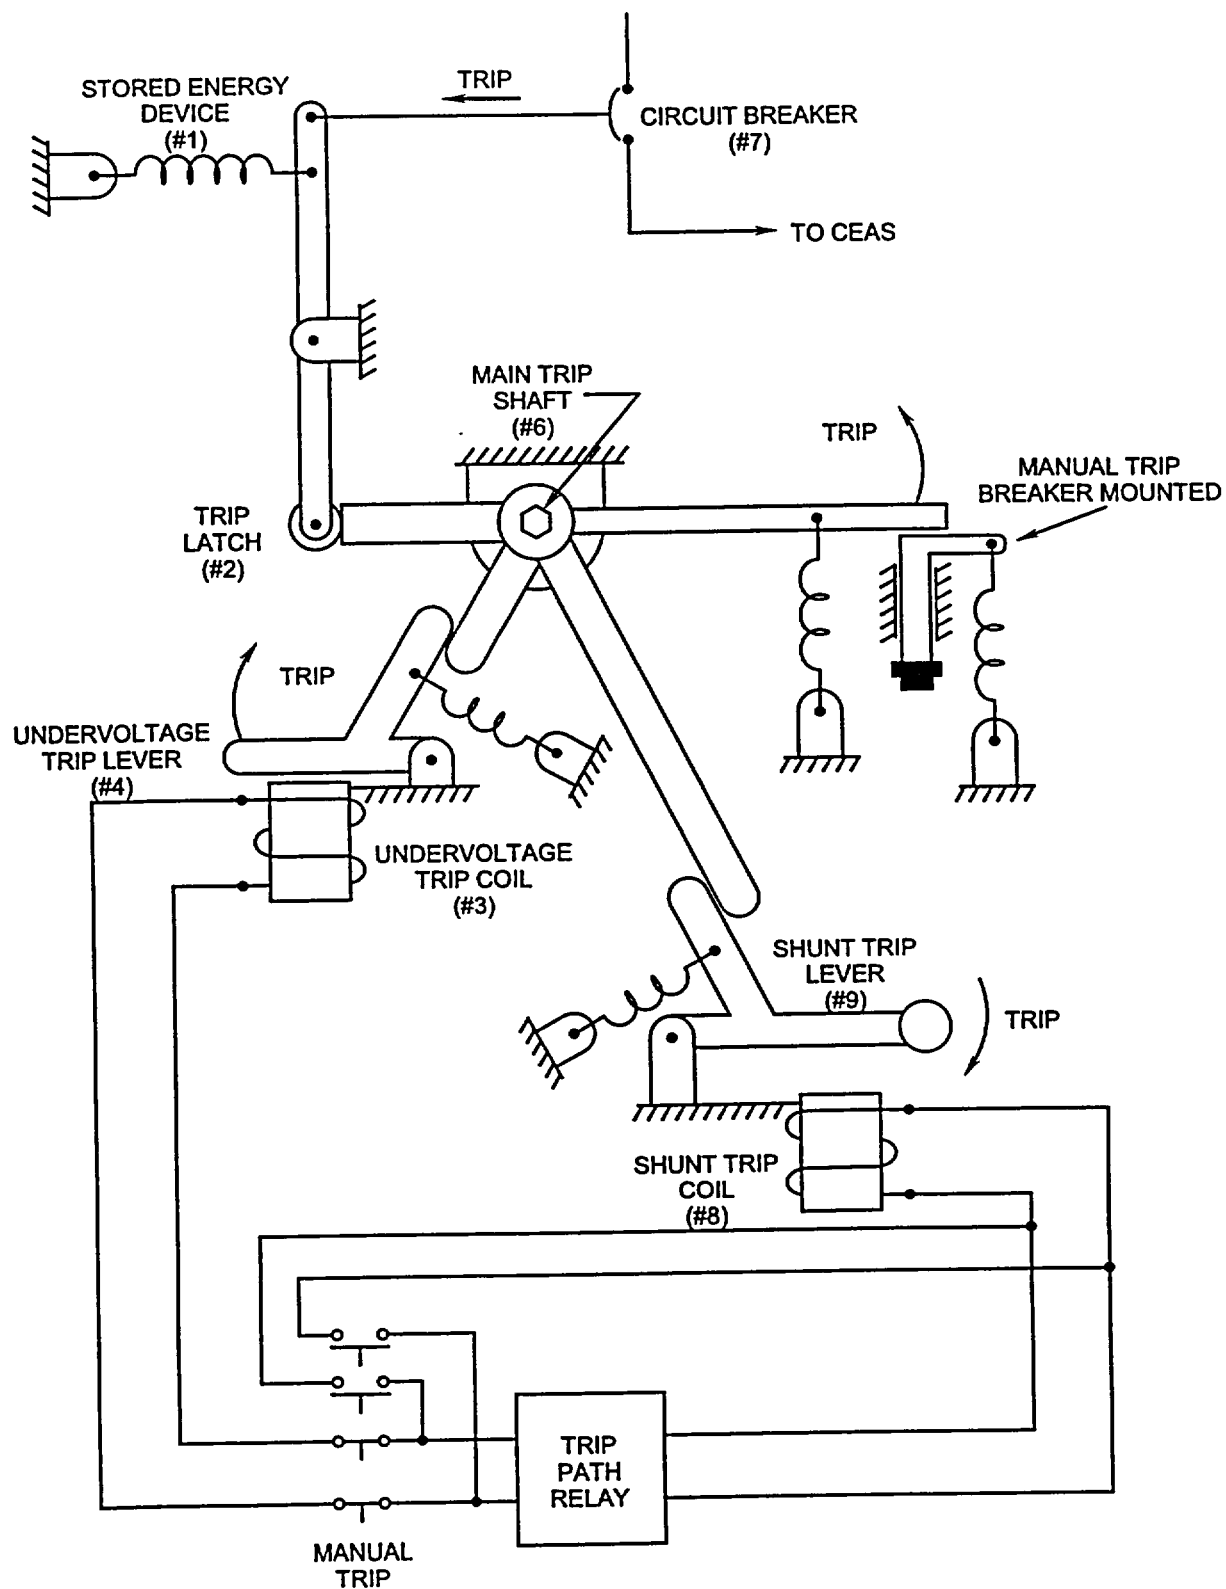 STORED ENERGY
DEVICE
(#1)
TRIP
CIRCUIT BREAKER
(#7)
TO CEAS
MAIN TRIP
SHAFT
(#6)
TRIP
MANUAL TRIP
BREAKER MOUNTED
TRIP
LATCH
(#2)
TRIP
UNDERVOLTAGE
TRIP LEVER
(#4)
UNDERVOLTAGE
TRIP COIL
(#3)
SHUNT TRIP
LEVER
(#9)
TRIP
SHUNT TRIP
COIL
(#8)
TRIP
PATH
RELAY
MANUAL
TRIP